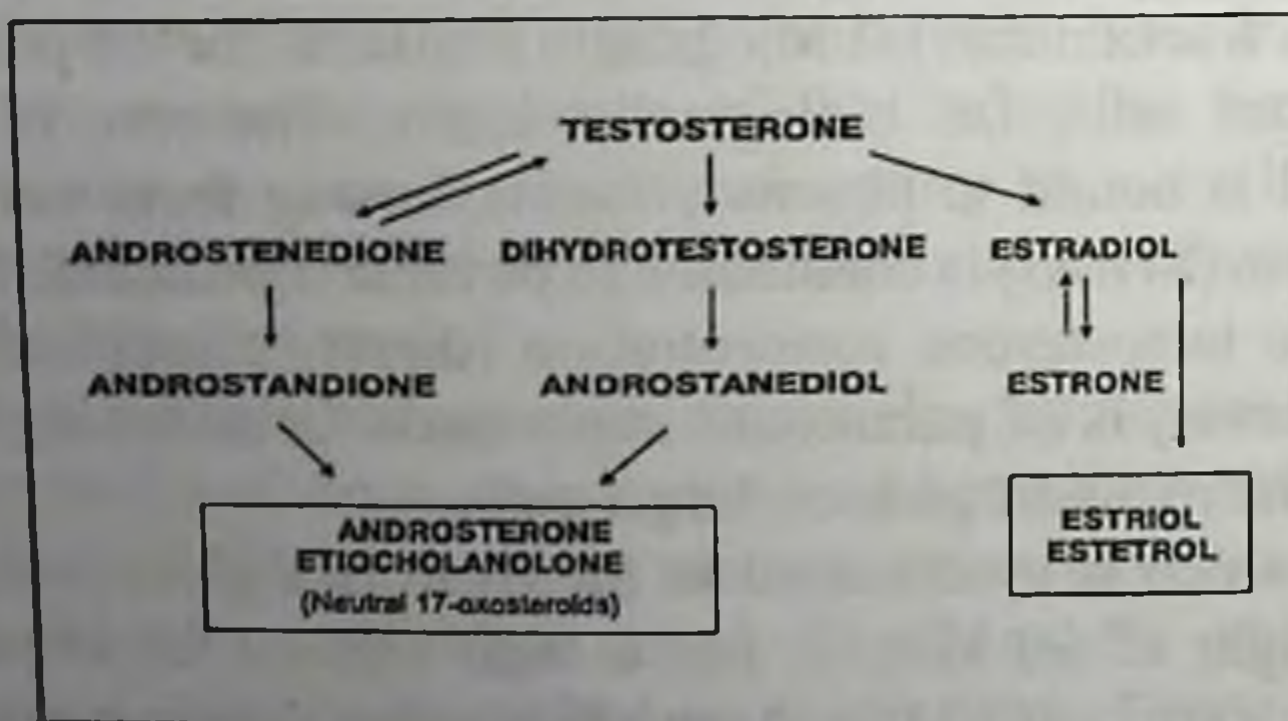 TESTOSTERONE
ANDROSTENEDIONE DIHYDROTESTOSTERONE ESTRADIOL
ANDROSTANDIONE ANDROSTANEDIOL ESTRONE
ANDROSTERONE
ETIOCHOLANOLONE
(Neutral 17-oxosteroids)
ESTRIOL
ESTETROL